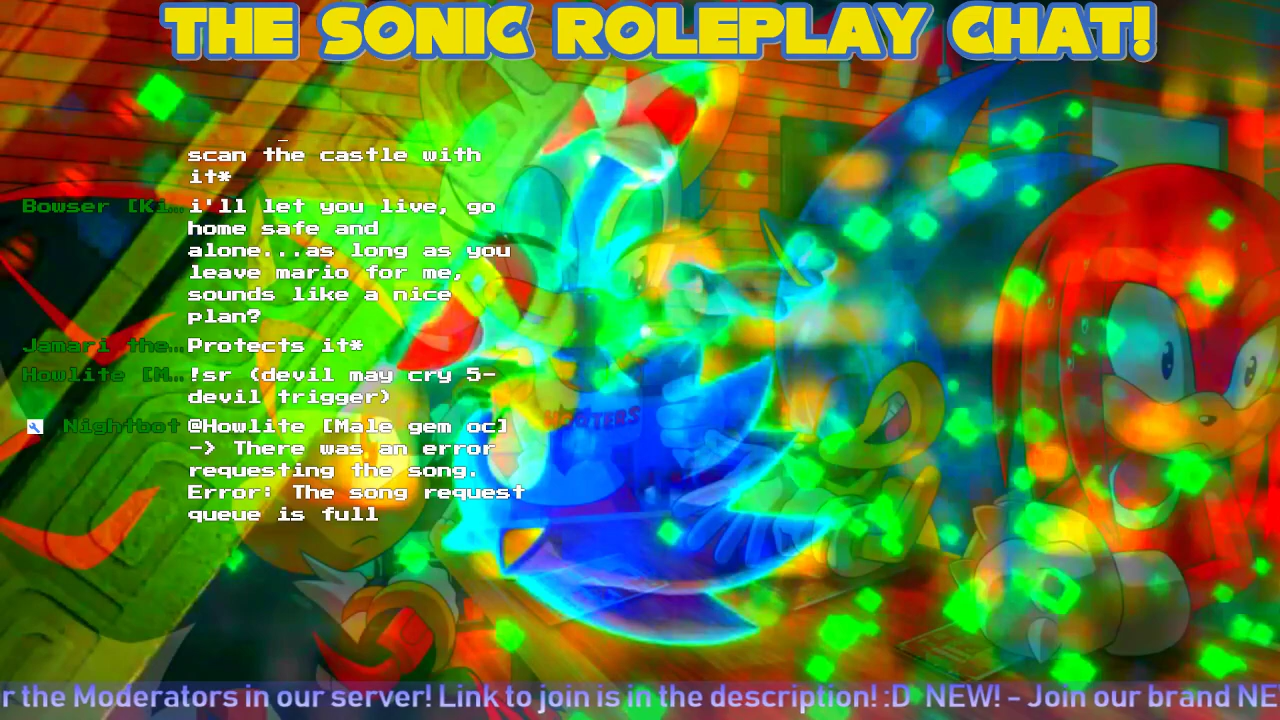 THE SONIC ROLEPLAY CHAT!
scan the castle with
it*
Bowser [Ki... i'll let you live, go
home safe and
alone...as long as you
leave mario for me,
sounds like a nice
plan?
Jamari the... Protects it*
Howlite [M... !sr (devil may cry 5-
devil trigger)
Nightbot @Howlite [Male gem oc]
-> There was an error
requesting the song.
Error: The song request
queue is full
HOOTERS
r the Moderators in our server! Link to join is in the description! :D NEW! - Join our brand NE